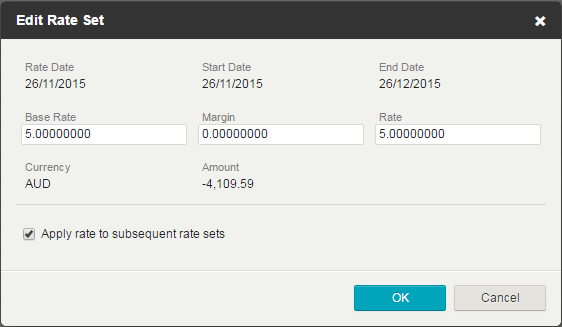 Edit Rate Set
Rate Date Start Date End Date
26/11/2015 26/11/2015 26/12/2015
Base Rate Margin Rate
5.00000000 0.00000000 5.00000000
Currency Amount
AUD -4,109.59
Apply rate to subsequent rate sets
OK Cancel